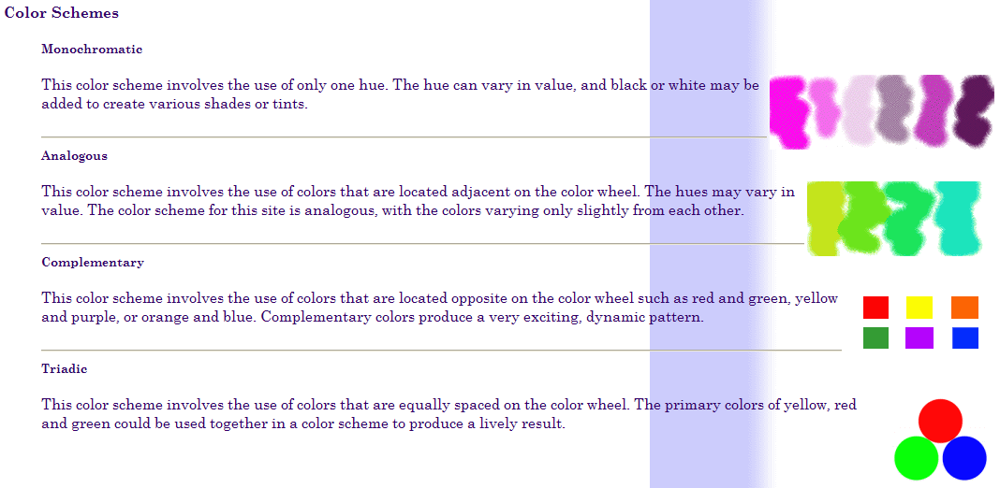 Color Schemes
Monochromatic
This color scheme involves the use of only one hue. The hue can vary in value, and black or white may be
added to create various shades or tints.
Analogous
This color scheme involves the use of colors that are located adjacent on the color wheel. The hues may vary in
value. The color scheme for this site is analogous, with the colors varying only slightly from each other.
Complementary
This color scheme involves the use of colors that are located opposite on the color wheel such as red and green, yellow
and purple, or orange and blue. Complementary colors produce a very exciting, dynamic pattern.
Triadic
This color scheme involves the use of colors that are equally spaced on the color wheel. The primary colors of yellow, red
and green could be used together in a color scheme to produce a lively result.